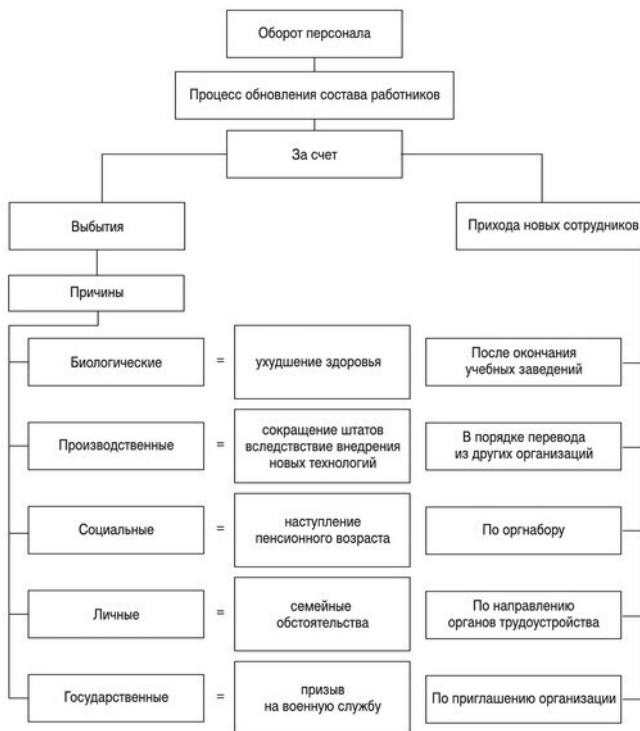 Оборот персонала
Процесс обновления состава работников
За счет
Выбытия
Прихода новых сотрудников
Причины
Биологические
=
ухудшение здоровья
После окончания
учебных заведений
Производственные
=
сокращение штатов
вследствие внедрения
новых технологий
В порядке перевода
из других организаций
Социальные
=
наступление
пенсионного возраста
По оргнабору
Личные
=
семейные
обстоятельства
По направлению
органов трудоустройства
Государственные
=
призыв
на военную службу
По приглашению организации